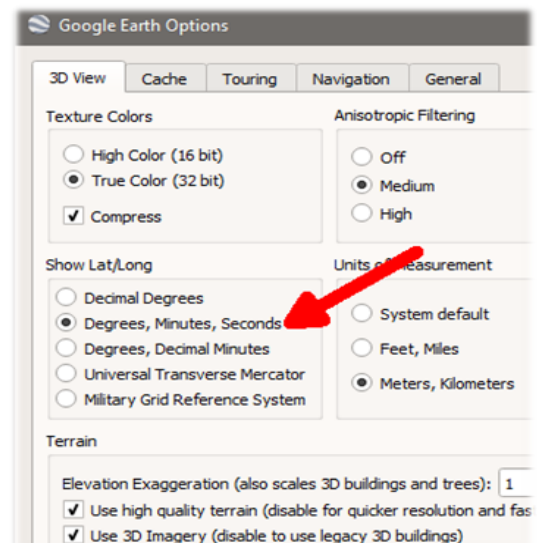 Google Earth Options
3D View Cache Touring Navigation General
Texture Colors
High Color (16 bit)
True Color (32 bit)
Compress
Anisotropic Filtering
Off
Medium
High
Show Lat/Long
Decimal Degrees
Degrees, Minutes, Seconds
Degrees, Decimal Minutes
Universal Transverse Mercator
Military Grid Reference System
Units of Measurement
System default
Feet, Miles
Meters, Kilometers
Terrain
Elevation Exaggeration (also scales 3D buildings and trees): 1
Use high quality terrain (disable for quicker resolution and fas
Use 3D Imagery (disable to use legacy 3D buildings)